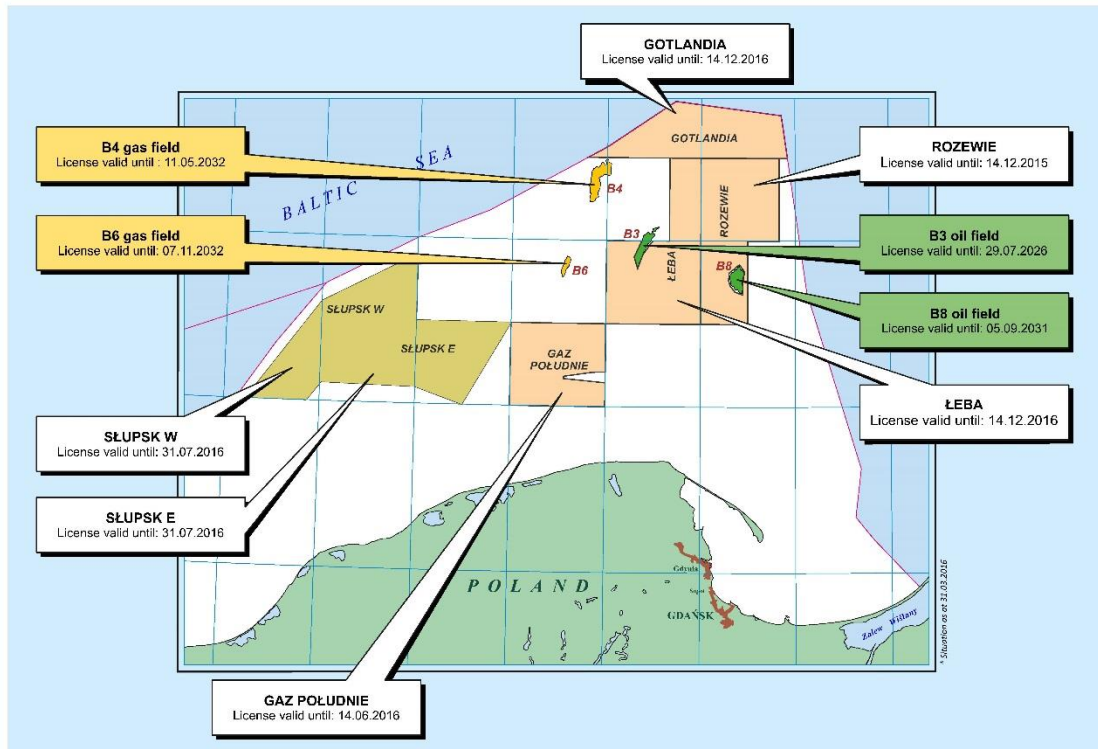 GOTLANDIA
License valid until: 14.12.2016
B4 gas field
License valid until : 11.05.2032
ROZEWIE
License valid until: 14.12.2015
B6 gas field
License valid until: 07.11.2032
B3 oil field
License valid until: 29.07.2026
B8 oil field
License valid until: 05.09.2031
ŁEBA
License valid until: 14.12.2016
SŁUPSK W
License valid until: 31.07.2016
SŁUPSK E
License valid until: 31.07.2016
GAZ POŁUDNIE
License valid until: 14.06.2016
BALTIC SEA
GOTLANDIA
ROZEWIE
B4
B3
B6
ŁEBA
B8
SŁUPSK W
SŁUPSK E
GAZ
POŁUDNIE
POLAND
Gdynia
Sopot
GDAŃSK
Zalew Wiślany
* Situation as at 31.03.2016